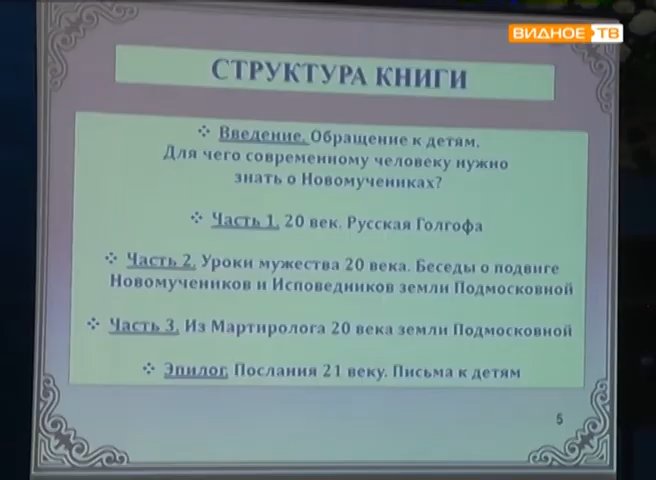 ВИДНОЕ ТВ
СТРУКТУРА КНИГИ
❖ Введение. Обращение к детям.
Для чего современному человеку нужно
знать о Новомучениках?
❖ Часть 1. 20 век. Русская Голгофа
❖ Часть 2. Уроки мужества 20 века. Беседы о подвиге
Новомучеников и Исповедников земли Подмосковной
❖ Часть 3. Из Мартиролога 20 века земли Подмосковной
❖ Эпилог. Послания 21 веку. Письма к детям
5